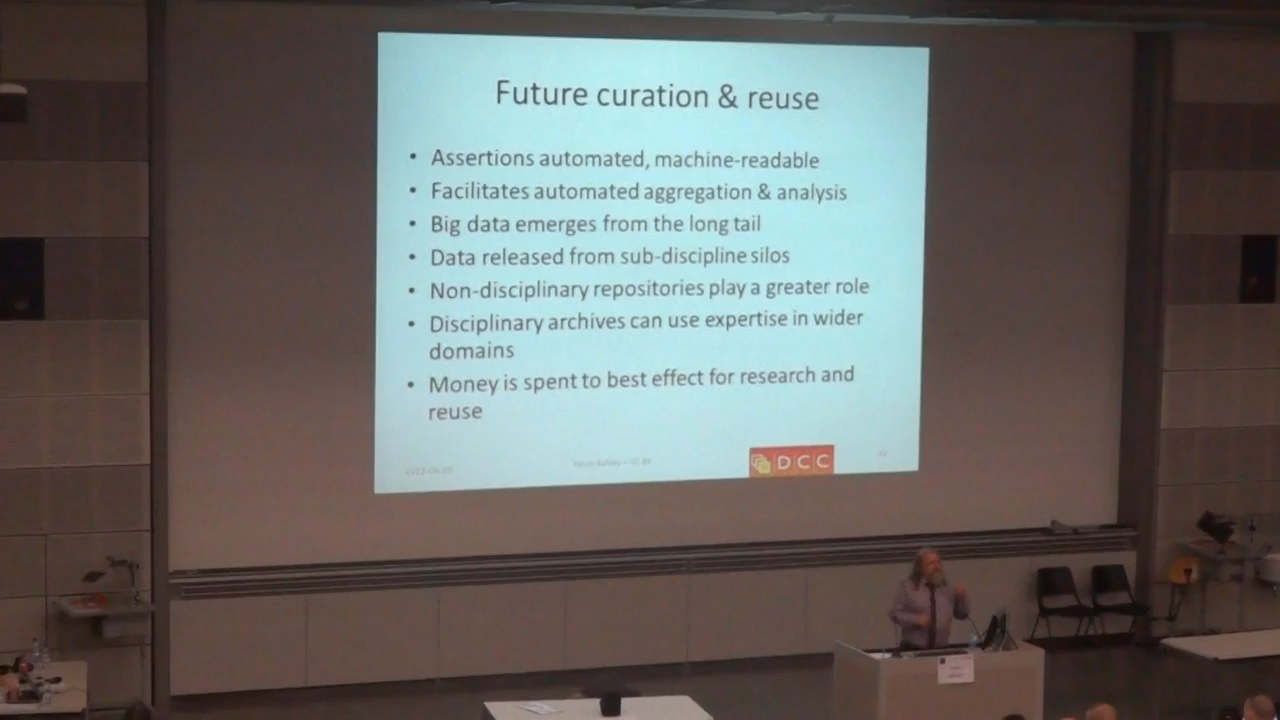 Future curation & reuse
• Assertions automated, machine-readable
• Facilitates automated aggregation & analysis
• Big data emerges from the long tail
• Data released from sub-discipline silos
• Non-disciplinary repositories play a greater role
• Disciplinary archives can use expertise in wider
domains
• Money is spent to best effect for research and
reuse
DCC